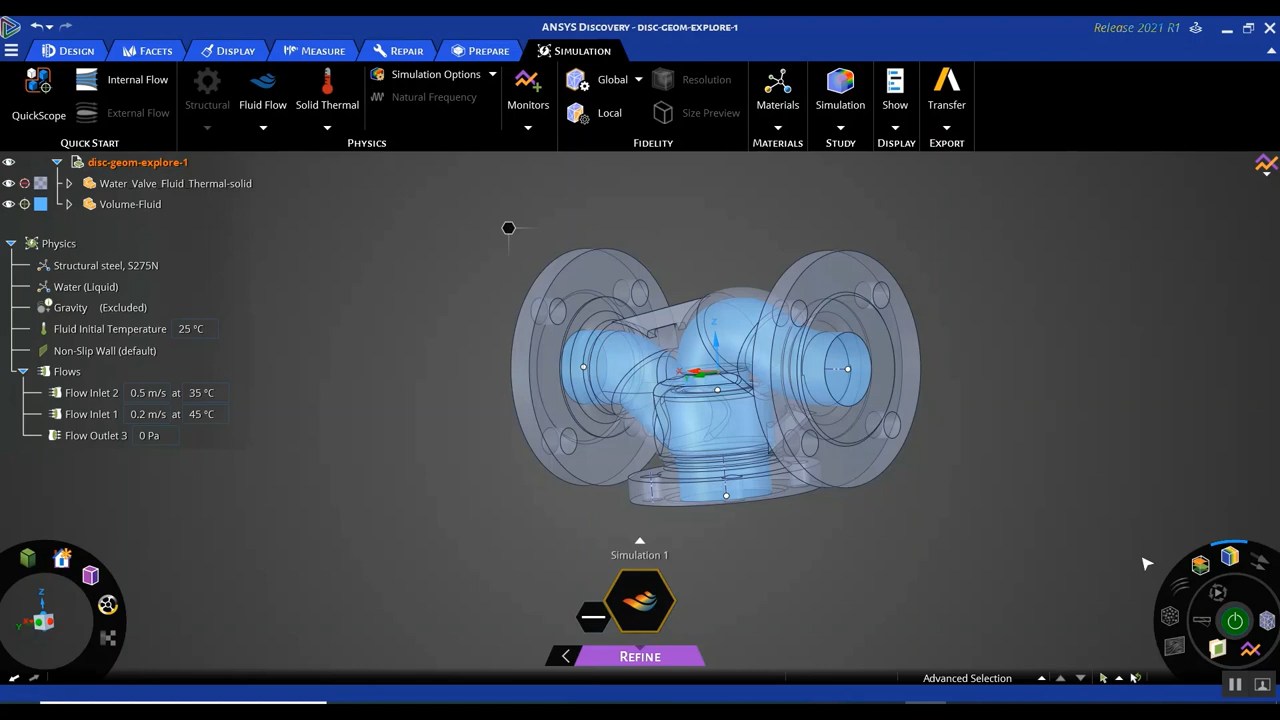 ANSYS Discovery - DISC-GEOM-EXPLORE-1
Release 2021 R1
DESIGN FACETS DISPLAY MEASURE REPAIR PREPARE SIMULATION
QuickScope
Internal Flow
External Flow
Quick Start
Structural
Fluid Flow
Solid Thermal
Simulation Options
Natural Frequency
Physics
Monitors
Global
Local
Resolution
Size Preview
Fidelity
Materials
Materials
Simulation
Study
Show
Display
Transfer
Export
disc-geom-explore-1
Water Valve Fluid Thermal-solid
Volume-Fluid
Physics
Structural steel, S275N
Water (Liquid)
Gravity (Excluded)
Fluid Initial Temperature 25 °C
Non-Slip Wall (default)
Flows
Flow Inlet 2 0.5 m/s at 35 °C
Flow Inlet 1 0.2 m/s at 45 °C
Flow Outlet 3 0 Pa
Z
X
Simulation 1
Refine
Z
Y
X
Advanced Selection